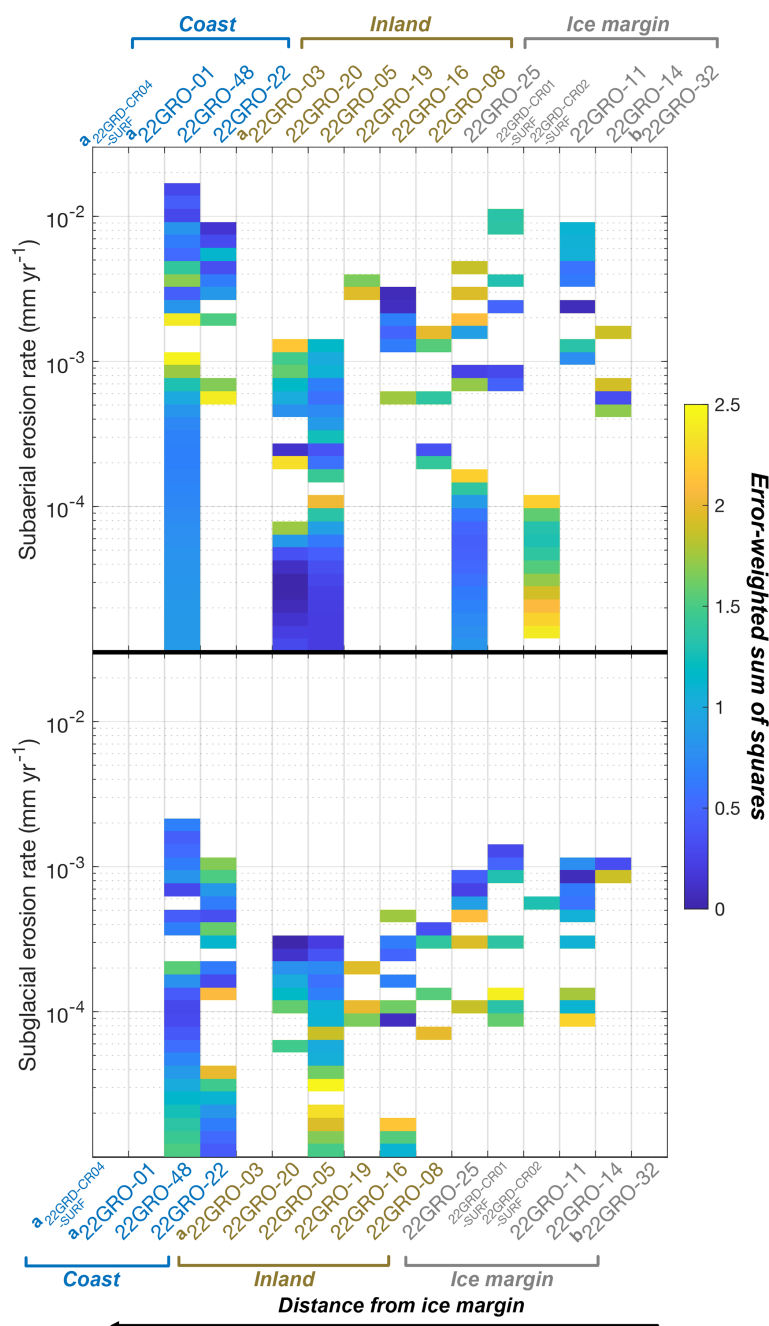 Coast
Inland
Ice margin
a 22GRD-CR04
-SURF
a22GRO-01
22GRO-48
22GRO-22
a22GRO-03
22GRO-20
22GRO-05
22GRO-19
22GRO-16
22GRO-08
22GRO-25
22GRD-CR01
-SURF
22GRD-CR02
-SURF
22GRO-11
22GRO-14
b22GRO-32
Subaerial erosion rate (mm yr⁻¹)
10⁻²
10⁻³
10⁻⁴
Subglacial erosion rate (mm yr⁻¹)
10⁻²
10⁻³
10⁻⁴
2.5
2
1.5
1
0.5
0
Error-weighted sum of squares
a 22GRD-CR04
-SURF
a22GRO-01
22GRO-48
22GRO-22
a22GRO-03
22GRO-20
22GRO-05
22GRO-19
22GRO-16
22GRO-08
22GRO-25
22GRD-CR01
-SURF
22GRD-CR02
-SURF
22GRO-11
22GRO-14
b22GRO-32
Coast
Inland
Ice margin
Distance from ice margin